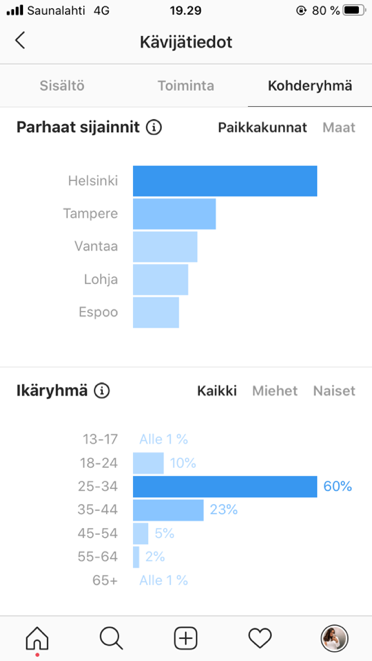 Saunalahti 4G 19.29 80 %
Kävijätiedot
Sisältö Toiminta Kohderyhmä
Parhaat sijainnit Paikkakunnat Maat
Helsinki
Tampere
Vantaa
Lohja
Espoo
Ikäryhmä Kaikki Miehet Naiset
13-17 Alle 1 %
18-24 10%
25-34 60%
35-44 23%
45-54 5%
55-64 2%
65+ Alle 1 %